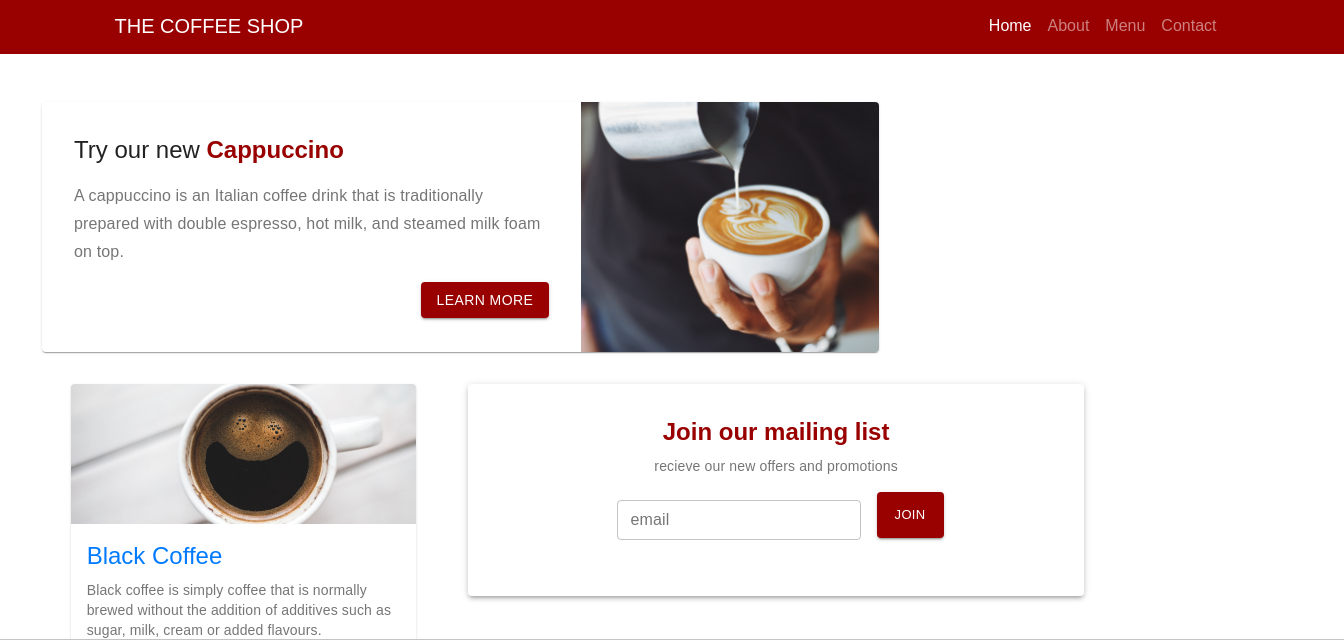 THE COFFEE SHOP
Home About Menu Contact
Try our new Cappuccino
A cappuccino is an Italian coffee drink that is traditionally
prepared with double espresso, hot milk, and steamed milk foam
on top.
LEARN MORE
Black Coffee
Black coffee is simply coffee that is normally
brewed without the addition of additives such as
sugar, milk, cream or added flavours.
Join our mailing list
recieve our new offers and promotions
email
JOIN